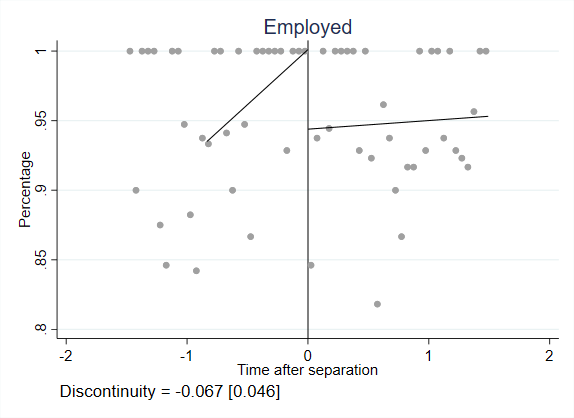 Employed
Percentage
1
.95
.9
.85
.8
-2 -1 0 1 2
Time after separation
Discontinuity = -0.067 [0.046]